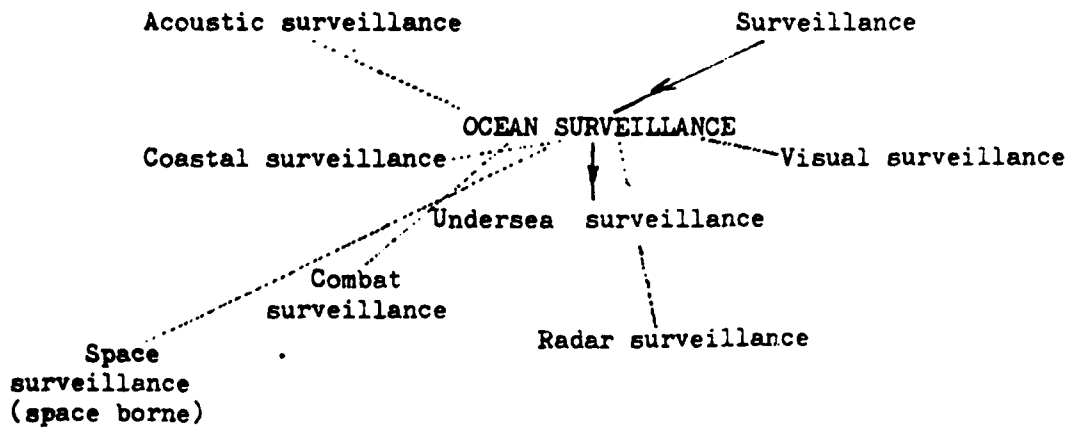 Acoustic surveillance
Surveillance
OCEAN SURVEILLANCE
Coastal surveillance
Visual surveillance
Undersea surveillance
Combat
surveillance
Radar surveillance
Space
surveillance
(space borne)